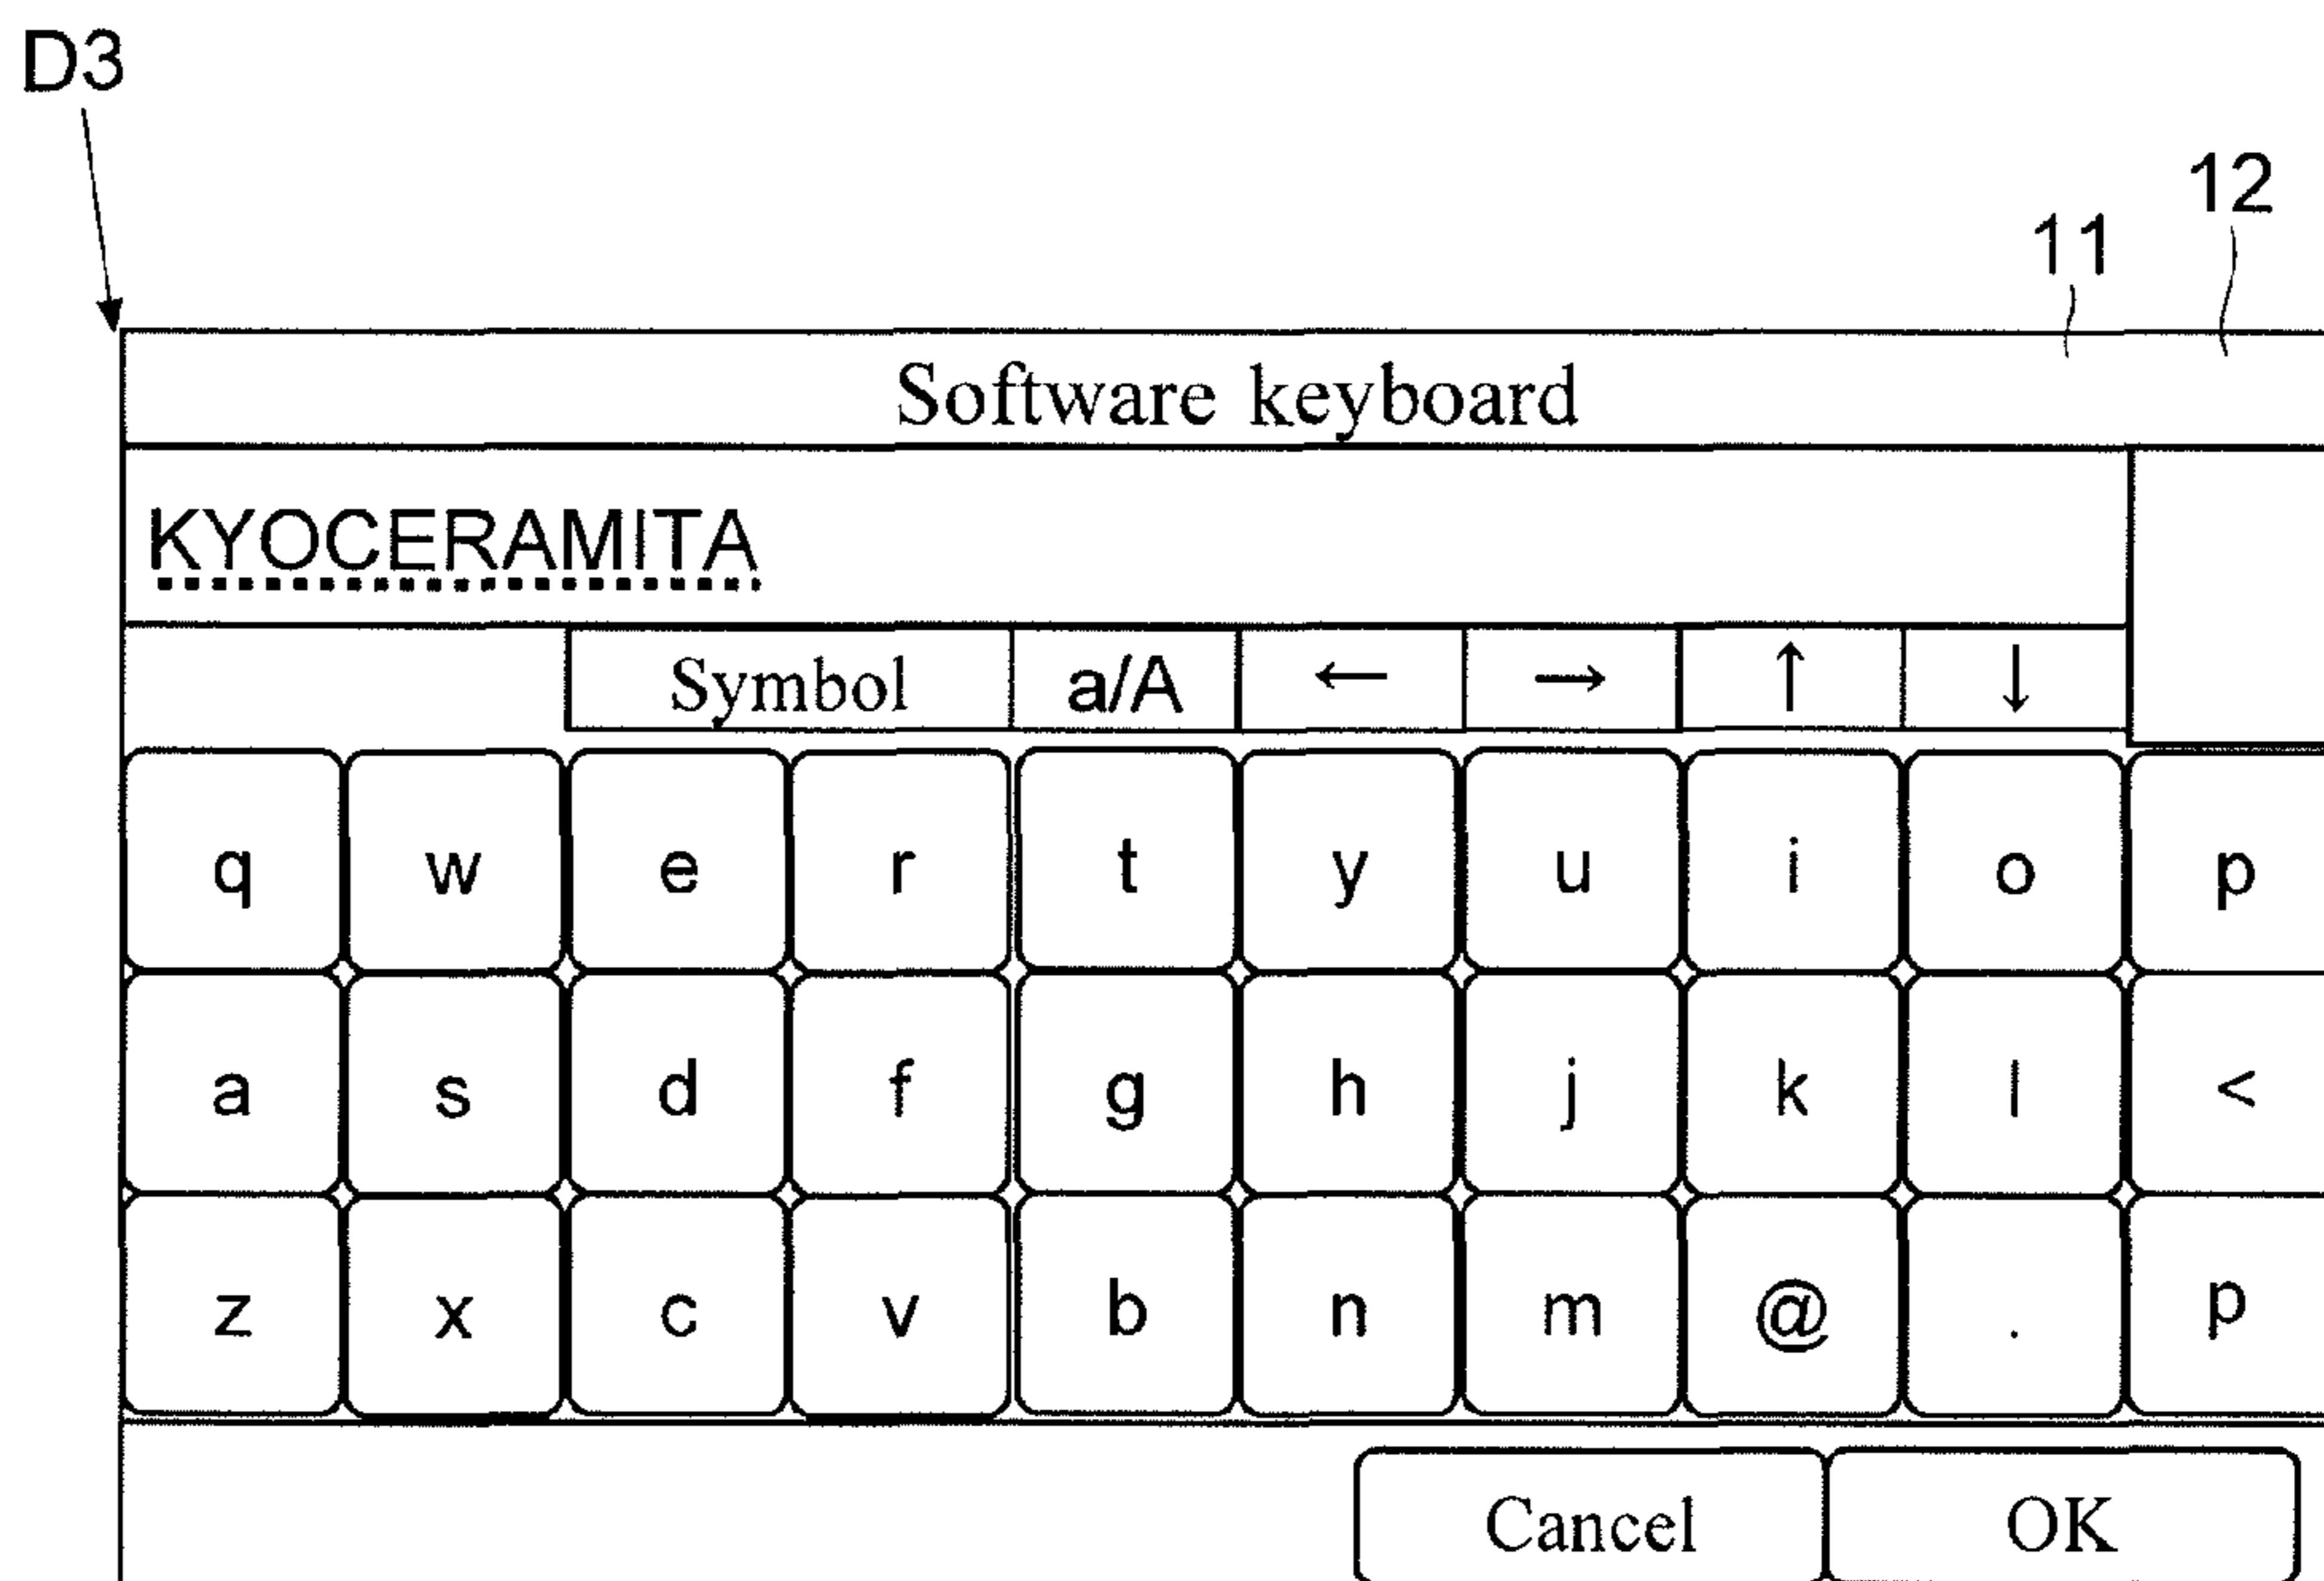 D3
12
11
Software keyboard
KYOCERAMITA
Symbol a/A ← → ↑ ↓
q w e r t y u i o p
a s d f g h j k l <
z x c v b n m @ . p
Cancel OK